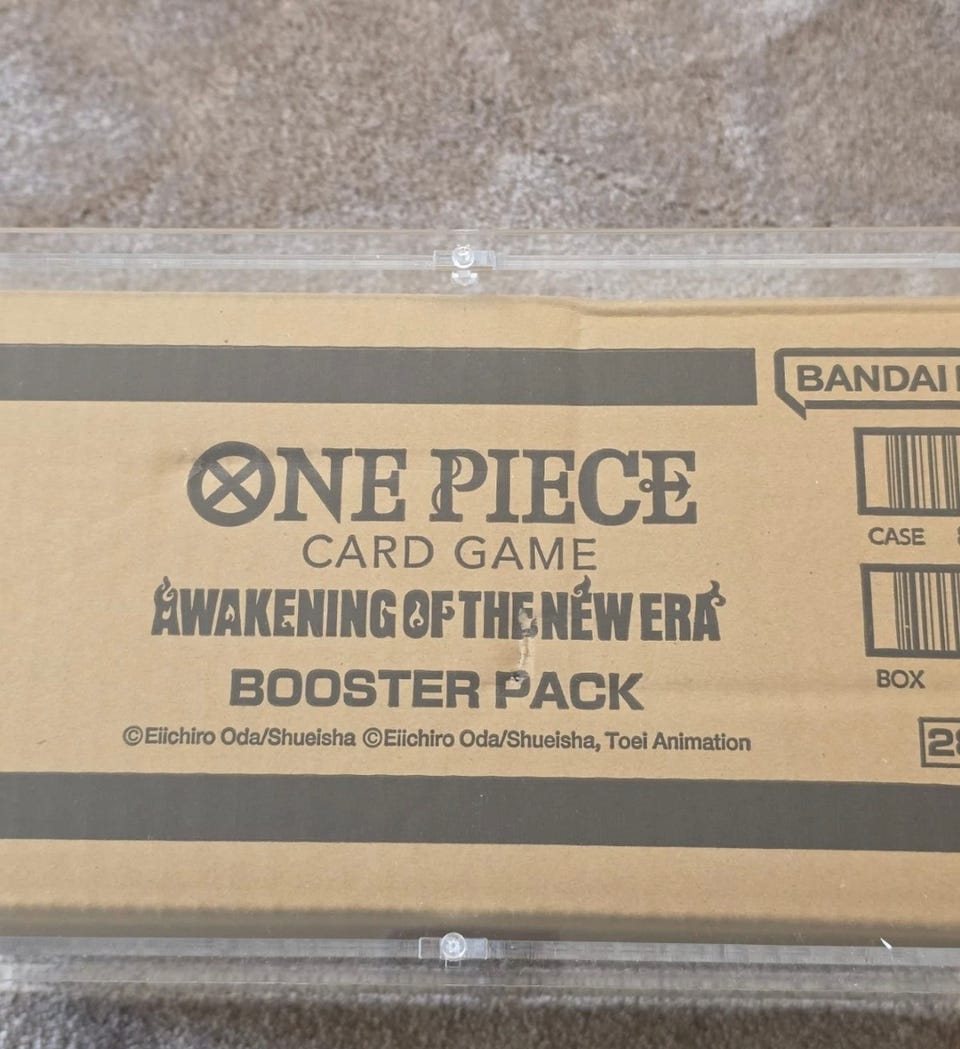 BANDAI
ONE PIECE
CARD GAME
CASE
AWAKENING OF THE NEW ERA
BOOSTER PACK
BOX
©Eiichiro Oda/Shueisha ©Eiichiro Oda/Shueisha, Toei Animation